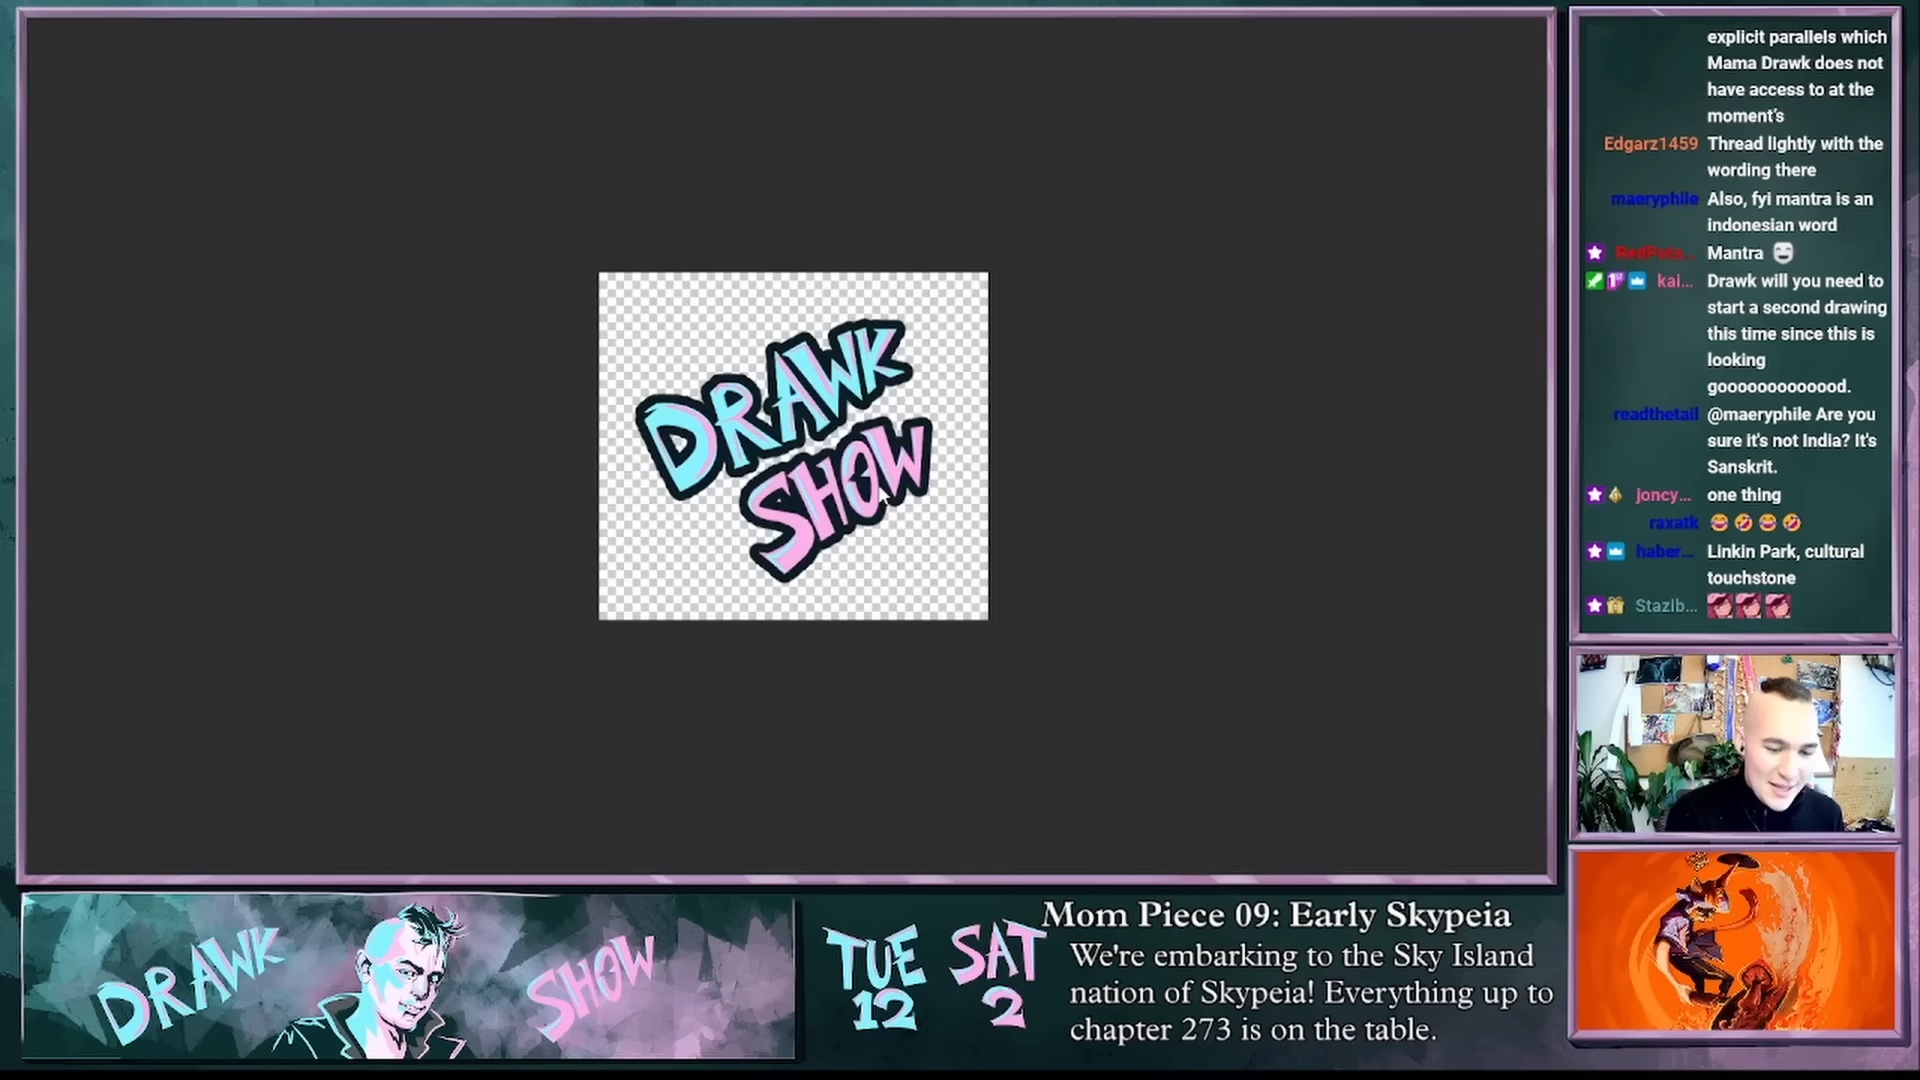 DRAWK
SHOW
explicit parallels which
Mama Drawk does not
have access to at the
moment's
Edgarz1459 Thread lightly with the
wording there
maeryphile Also, fyi mantra is an
indonesian word
RedPota... Mantra
kai... Drawk will you need to
start a second drawing
this time since this is
looking
gooooooooooood.
readthetail @maeryphile Are you
sure it's not India? It's
Sanskrit.
joncy... one thing
raxatk
haber... Linkin Park, cultural
touchstone
Stazib...
DRAWK SHOW
TUE 12
SAT 2
Mom Piece 09: Early Skypeia
We're embarking to the Sky Island
nation of Skypeia! Everything up to
chapter 273 is on the table.